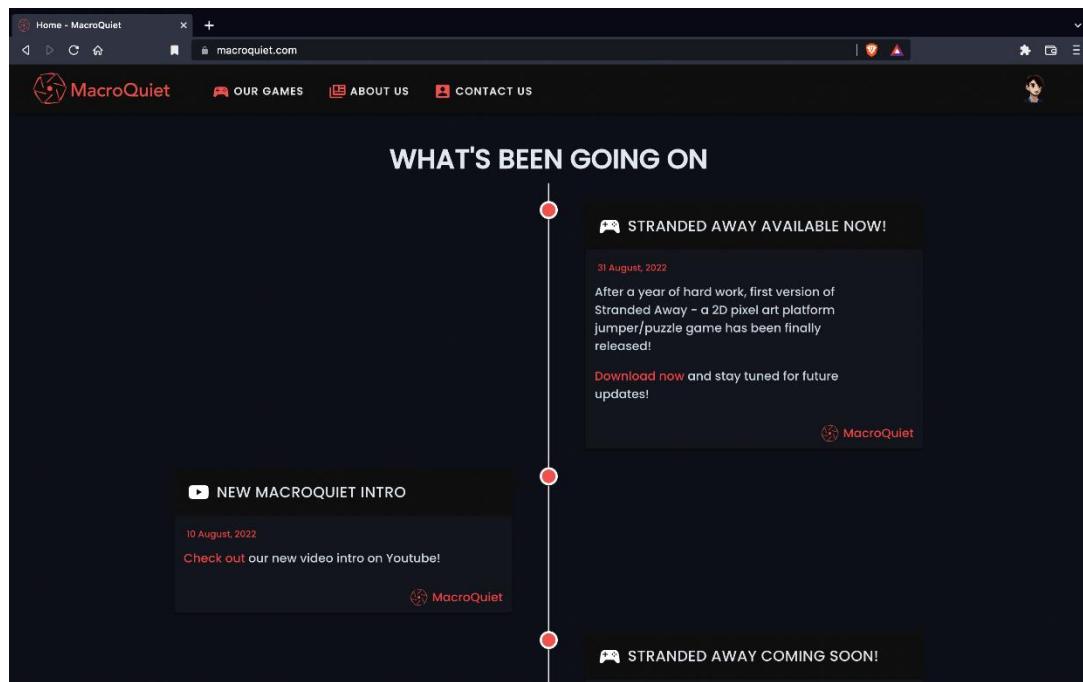 Home - MacroQuiet
macroquiet.com
MacroQuiet
OUR GAMES
ABOUT US
CONTACT US
WHAT'S BEEN GOING ON
STRANDED AWAY AVAILABLE NOW!
31 August, 2022
After a year of hard work, first version of
Stranded Away - a 2D pixel art platform
jumper/puzzle game has been finally
released!
Download now and stay tuned for future
updates!
MacroQuiet
NEW MACROQUIET INTRO
10 August, 2022
Check out our new video intro on Youtube!
MacroQuiet
STRANDED AWAY COMING SOON!